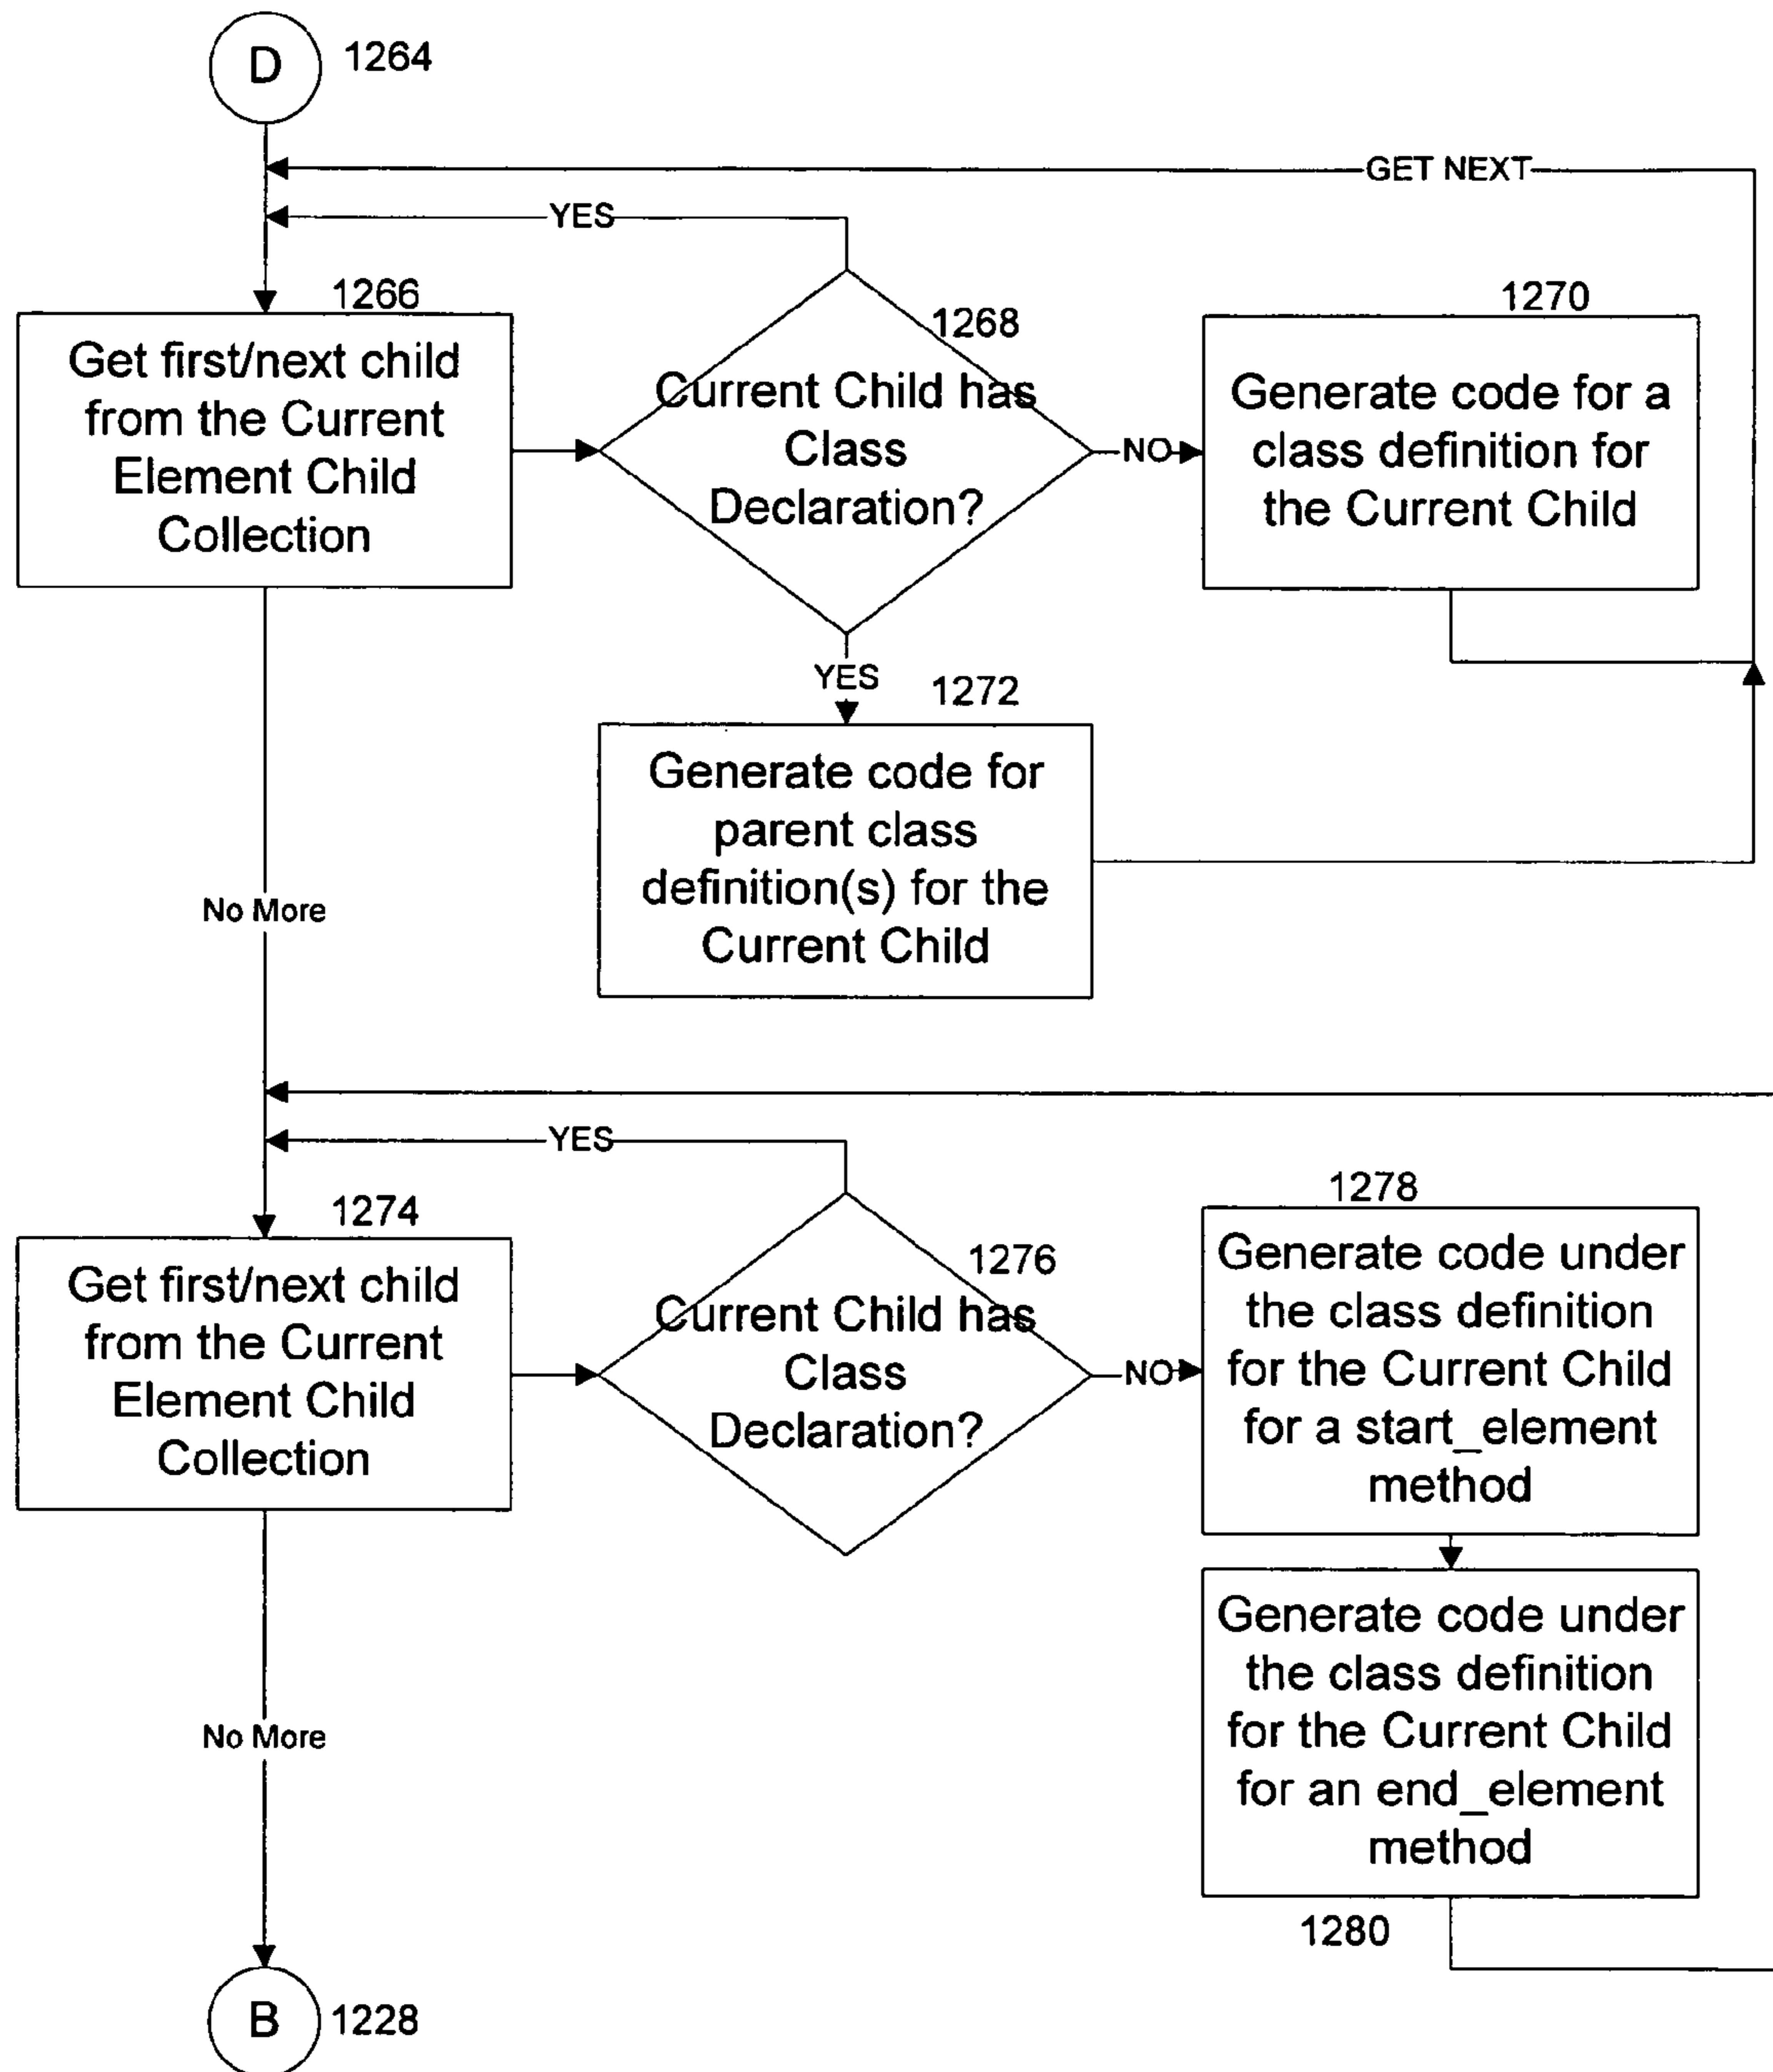 D
1264
GET NEXT
YES
1266
Get first/next child
from the Current
Element Child
Collection
1268
Current Child has
Class
Declaration?
NO
1270
Generate code for a
class definition for
the Current Child
YES
1272
Generate code for
parent class
definition(s) for the
Current Child
No More
YES
1274
Get first/next child
from the Current
Element Child
Collection
1276
Current Child has
Class
Declaration?
NO
1278
Generate code under
the class definition
for the Current Child
for a start_element
method
Generate code under
the class definition
for the Current Child
for an end_element
method
1280
No More
B
1228